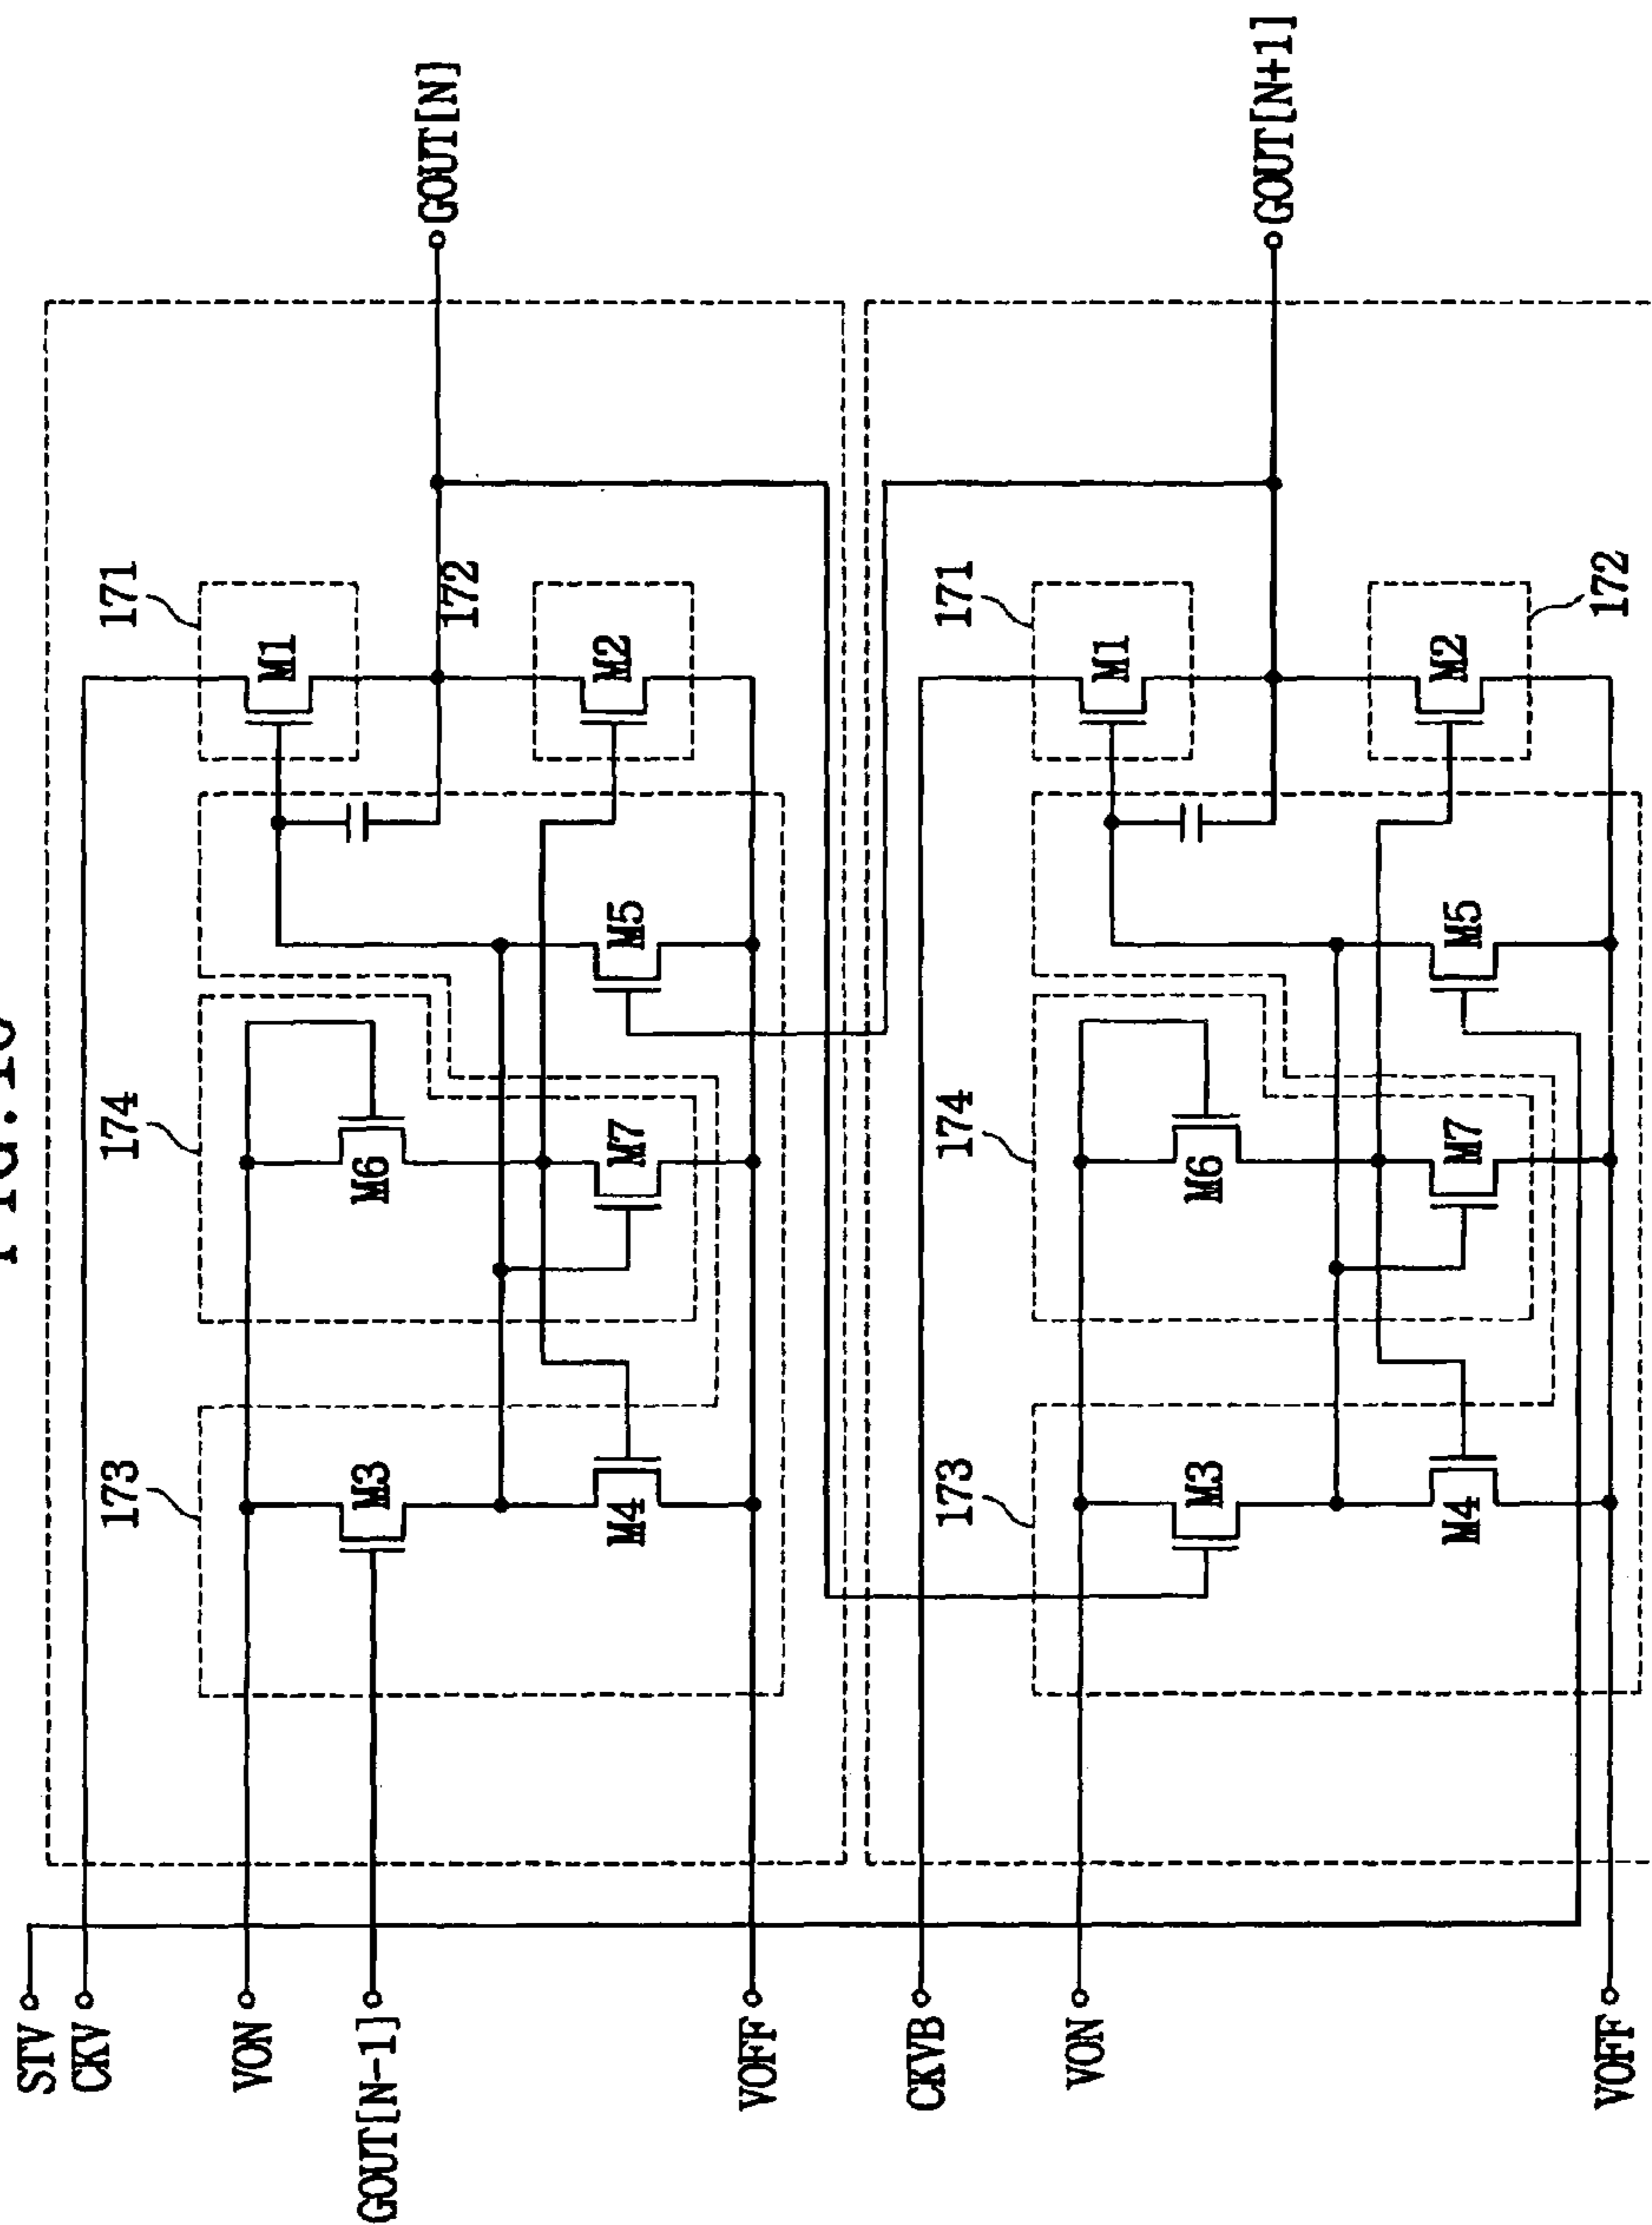 STV
CKV
VON
GOUT[N-1]
VOFF
173
M3
M4
174
M6
M7
M5
171
M1
172
M2
GOUT[N]
CKVB
VON
VOFF
173
M3
M4
174
M6
M7
M5
171
M1
172
M2
GOUT[N+1]